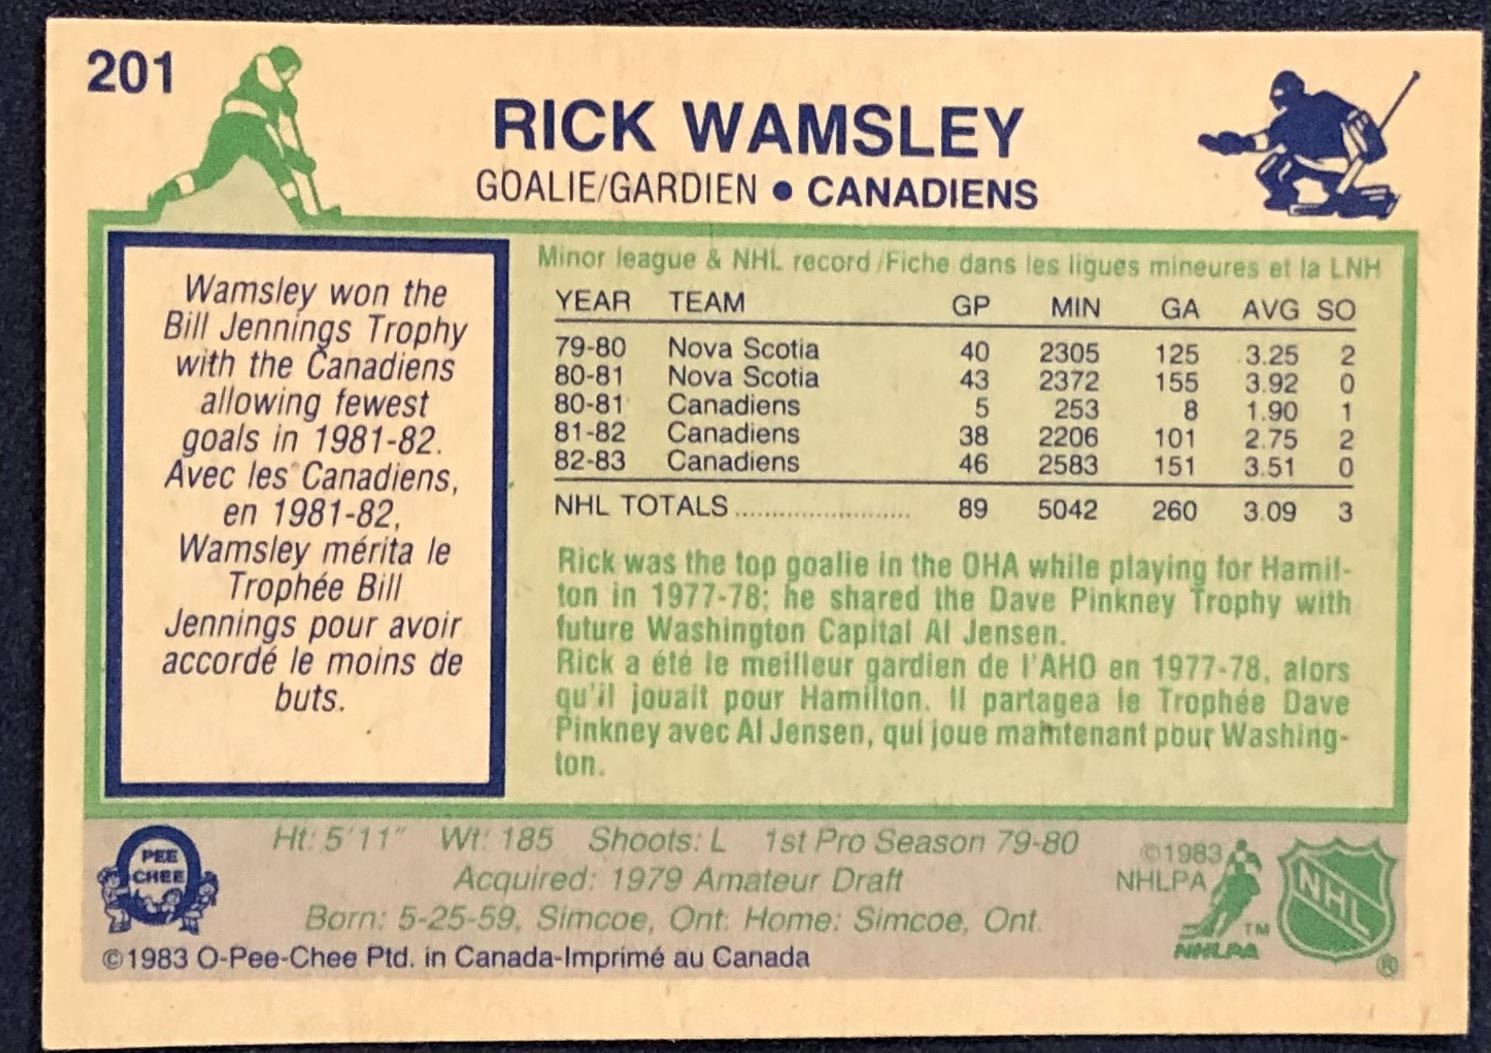 201
RICK WAMSLEY
GOALIE/GARDIEN • CANADIENS
Wamsley won the
Bill Jennings Trophy
with the Canadiens
allowing fewest
goals in 1981-82.
Avec les Canadiens,
en 1981-82,
Wamsley mérita le
Trophée Bill
Jennings pour avoir
accordé le moins de
buts.
Minor league & NHL record/Fiche dans les ligues mineures et la LNH
YEAR TEAM GP MIN GA AVG SO
79-80 Nova Scotia 40 2305 125 3.25 2
80-81 Nova Scotia 43 2372 155 3.92 0
80-81 Canadiens 5 253 8 1.90 1
81-82 Canadiens 38 2206 101 2.75 2
82-83 Canadiens 46 2583 151 3.51 0
NHL TOTALS ........................ 89 5042 260 3.09 3
Rick was the top goalie in the OHA while playing for Hamil-
ton in 1977-78; he shared the Dave Pinkney Trophy with
future Washington Capital Al Jensen.
Rick a été le meilleur gardien de l'AHO en 1977-78, alors
qu'il jouait pour Hamilton. Il partagea le Trophée Dave
Pinkney avec Al Jensen, qui joue maintenant pour Washing-
ton.
PEE
CHEE
Ht: 5'11" Wt: 185 Shoots: L 1st Pro Season 79-80
Acquired: 1979 Amateur Draft
Born: 5-25-59, Simcoe, Ont. Home: Simcoe, Ont.
©1983 O-Pee-Chee Ptd. in Canada-Imprimé au Canada
©1983
NHLPA
TM
NHLPA
NHL
®